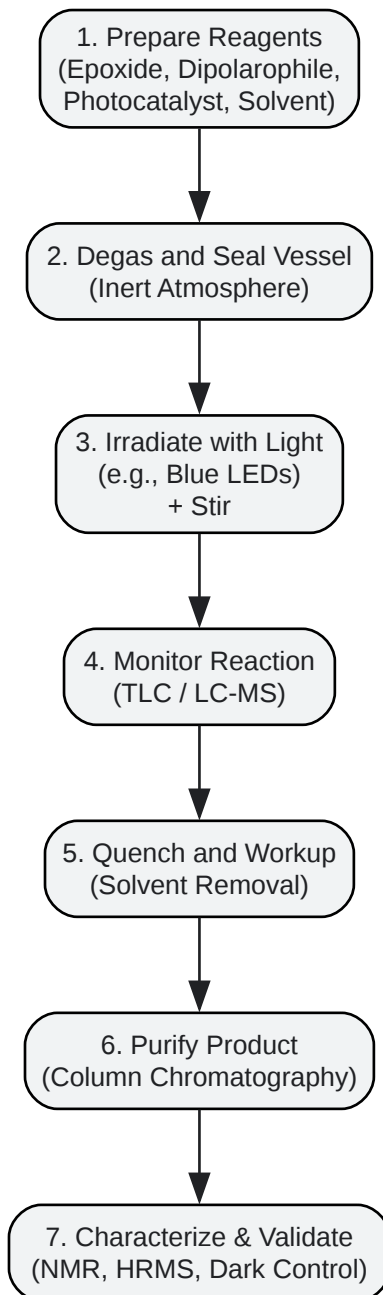 1. Prepare Reagents
(Epoxide, Dipolarophile,
Photocatalyst, Solvent)
2. Degas and Seal Vessel
(Inert Atmosphere)
3. Irradiate with Light
(e.g., Blue LEDs)
+ Stir
4. Monitor Reaction
(TLC / LC-MS)
5. Quench and Workup
(Solvent Removal)
6. Purify Product
(Column Chromatography)
7. Characterize & Validate
(NMR, HRMS, Dark Control)